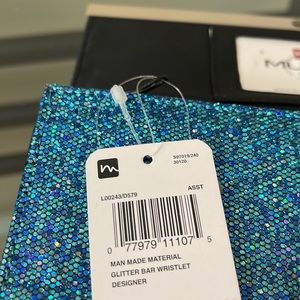 MU
S97019/240
30120
L00243/D579
ASST
0 77979 11107 5
MAN MADE MATERIAL
GLITTER BAR WRISTLET
DESIGNER